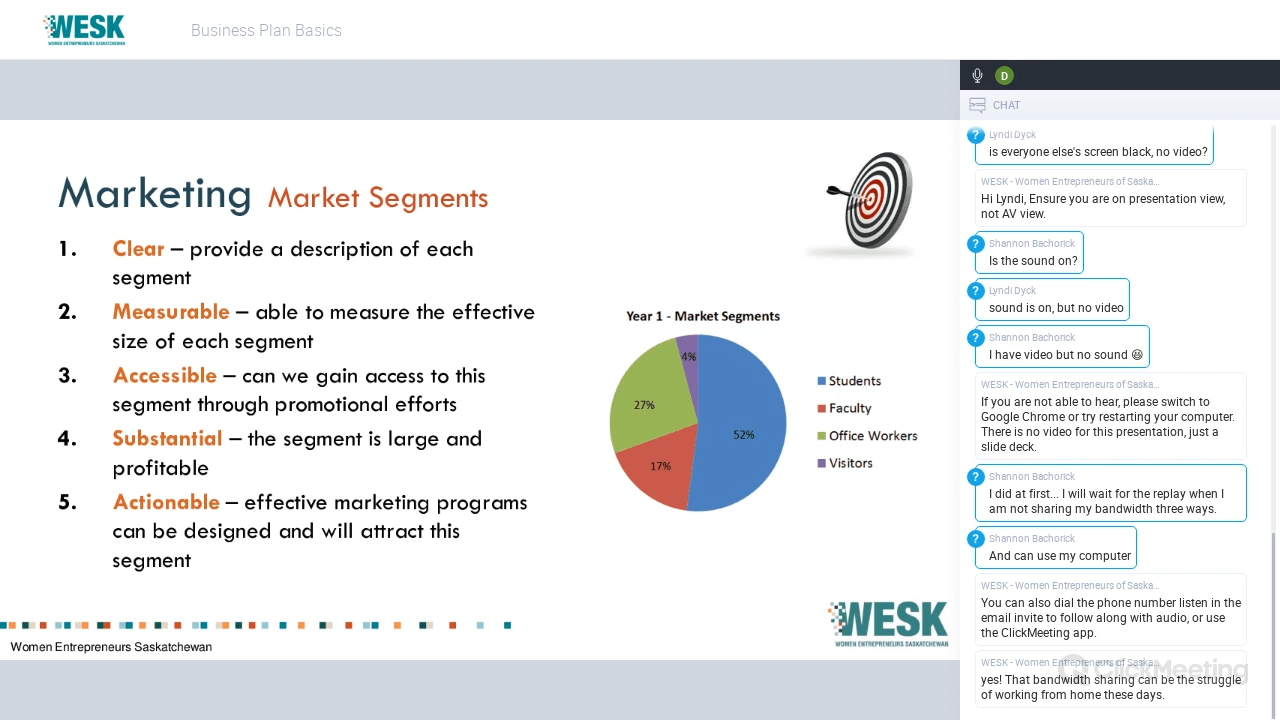 WESK
WOMEN ENTREPRENEURS SASKATCHEWAN
Business Plan Basics
Marketing Market Segments
1. Clear – provide a description of each
segment
2. Measurable – able to measure the effective
size of each segment
3. Accessible – can we gain access to this
segment through promotional efforts
4. Substantial – the segment is large and
profitable
5. Actionable – effective marketing programs
can be designed and will attract this
segment
Year 1 - Market Segments
4%
27%
52%
17%
Students
Faculty
Office Workers
Visitors
WESK
WOMEN ENTREPRENEURS SASKATCHEWAN
Women Entrepreneurs Saskatchewan
D
CHAT
? Lyndi Dyck
is everyone else's screen black, no video?
WESK - Women Entrepreneurs of Saska...
Hi Lyndi, Ensure you are on presentation view,
not AV view.
? Shannon Bachorick
Is the sound on?
? Lyndi Dyck
sound is on, but no video
? Shannon Bachorick
I have video but no sound 😆
WESK - Women Entrepreneurs of Saska...
If you are not able to hear, please switch to
Google Chrome or try restarting your computer.
There is no video for this presentation, just a
slide deck.
? Shannon Bachorick
I did at first... I will wait for the replay when I
am not sharing my bandwidth three ways.
? Shannon Bachorick
And can use my computer
WESK - Women Entrepreneurs of Saska...
You can also dial the phone number listen in the
email invite to follow along with audio, or use
the ClickMeeting app.
WESK - Women Entrepreneurs of Saska...
yes! That bandwidth sharing can be the struggle
of working from home these days.
ClickMeeting